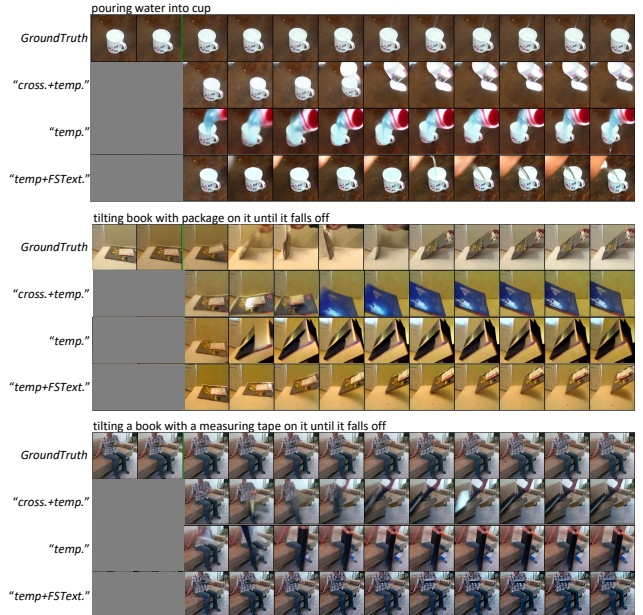 pouring water into cup
GroundTruth
“cross.+temp.”
“temp.”
“temp+FSText.”
tilting book with package on it until it falls off
GroundTruth
“cross.+temp.”
“temp.”
“temp+FSText.”
tilting a book with a measuring tape on it until it falls off
GroundTruth
“cross.+temp.”
“temp.”
“temp+FSText.”